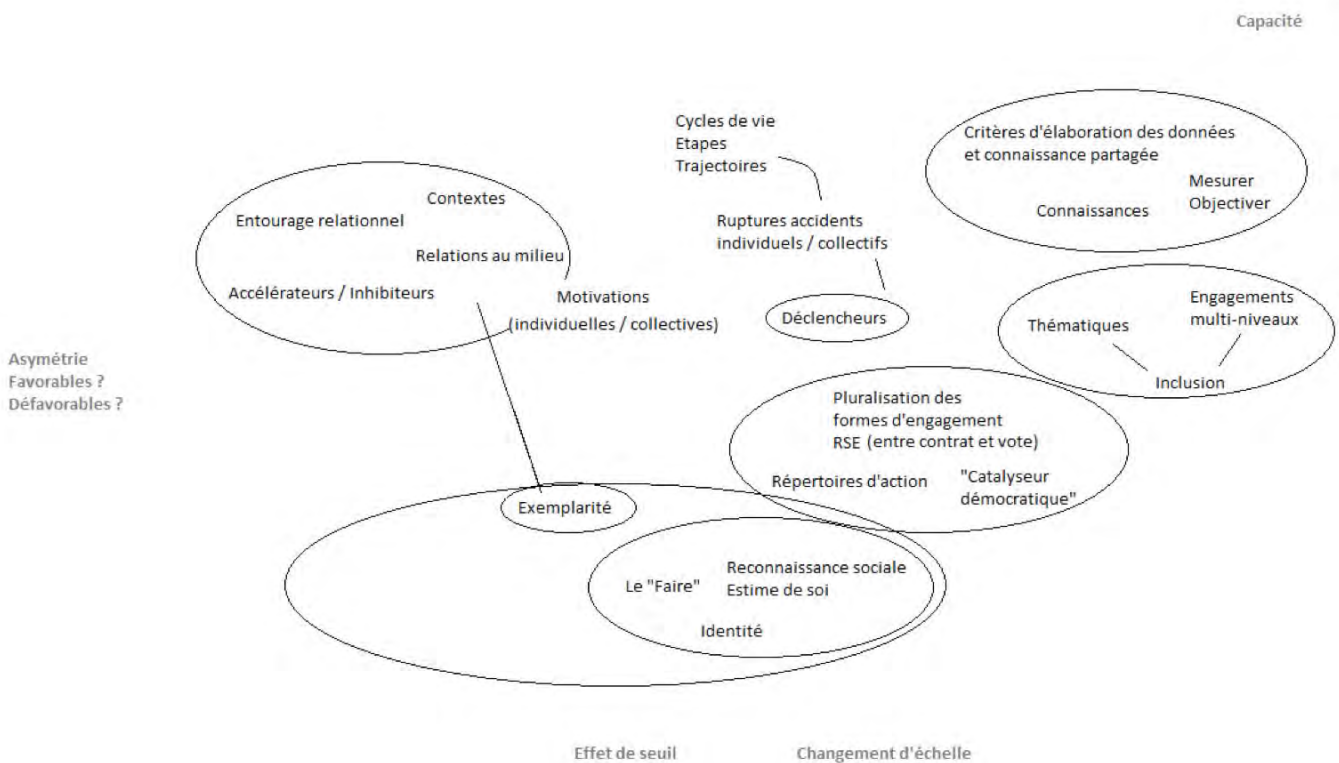 Capacité
Cycles de vie
Etapes
Trajectoires
Critères d'élaboration des données
et connaissance partagée
Mesurer
Objectiver
Connaissances
Contextes
Entourage relationnel
Relations au milieu
Accélérateurs / Inhibiteurs
Ruptures accidents
individuels / collectifs
Motivations
(individuelles / collectives)
Déclencheurs
Engagements
multi-niveaux
Thématiques
Inclusion
Asymétrie
Favorables ?
Défavorables ?
Pluralisation des
formes d'engagement
RSE (entre contrat et vote)
Répertoires d'action
"Catalyseur
démocratique"
Exemplarité
Le "Faire"
Reconnaissance sociale
Estime de soi
Identité
Effet de seuil
Changement d'échelle